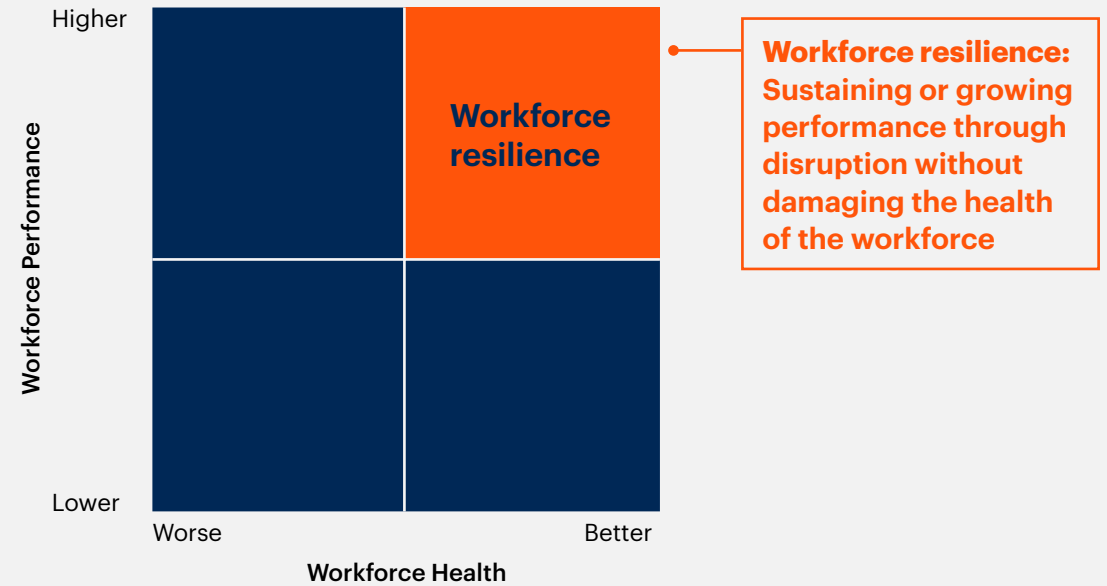 Higher
Workforce Performance
Workforce
resilience
Workforce resilience:
Sustaining or growing
performance through
disruption without
damaging the health
of the workforce
Lower
Worse
Better
Workforce Health